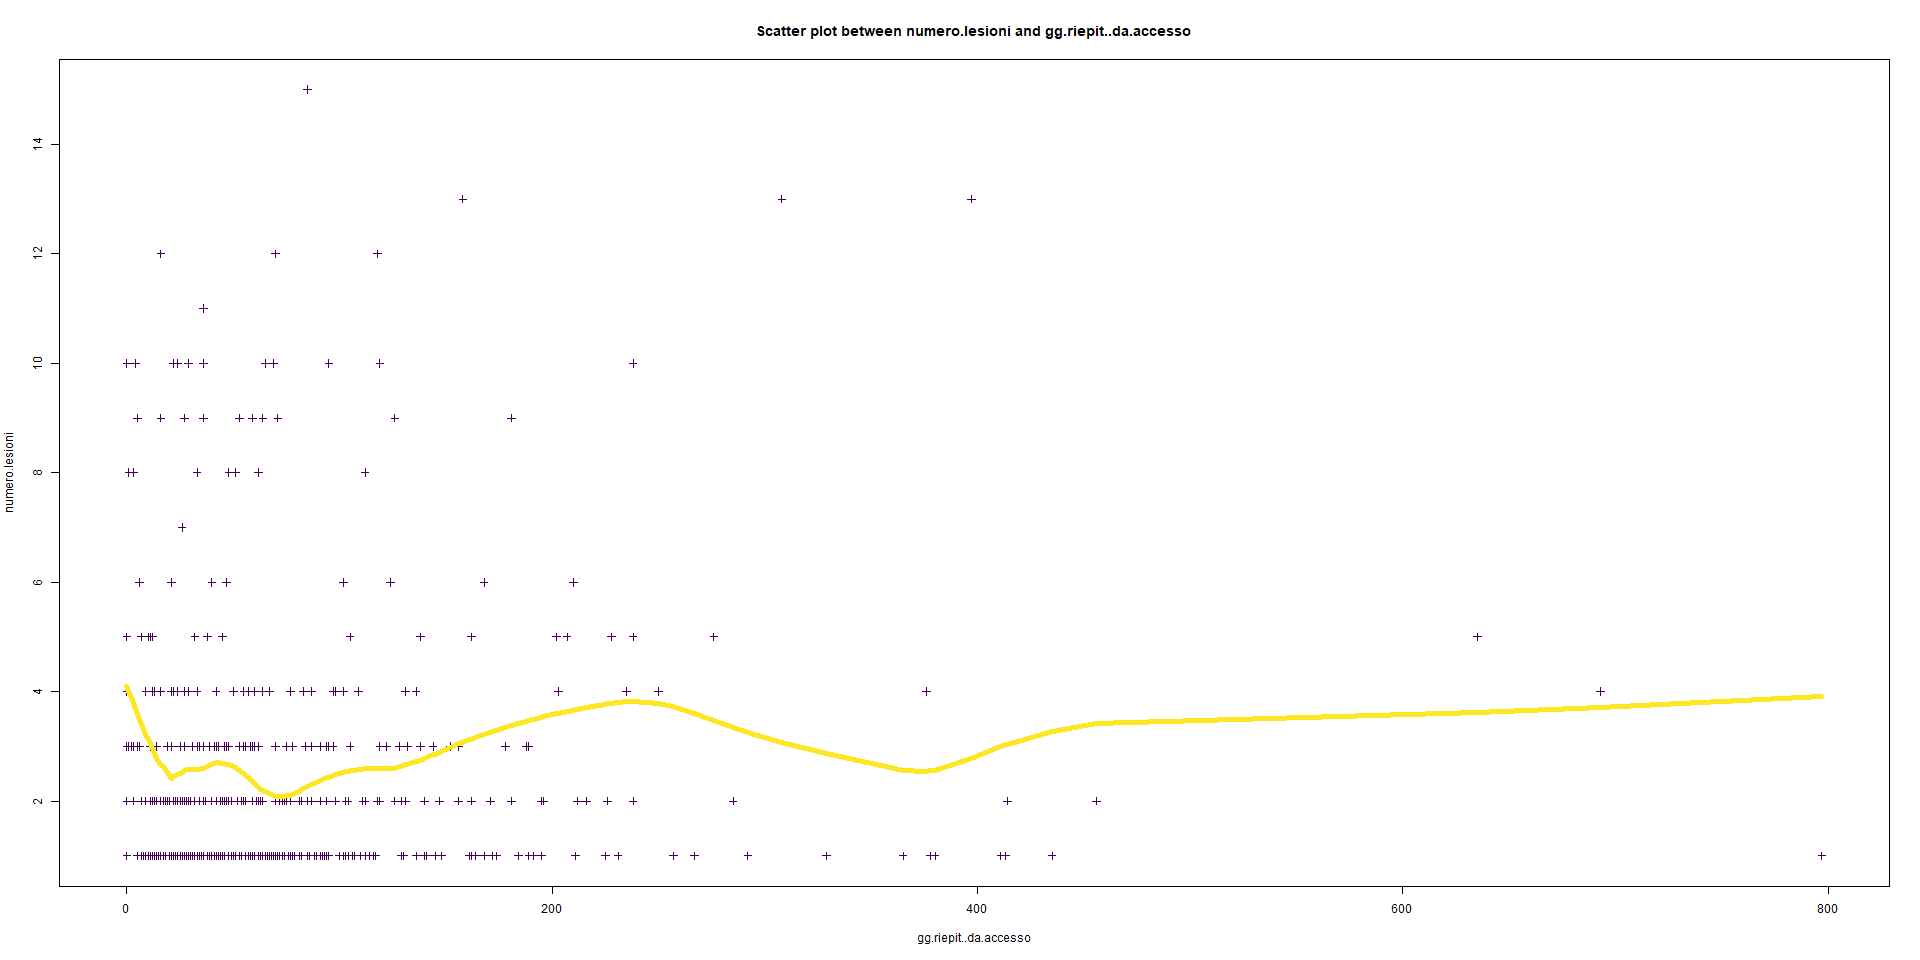 Scatter plot between numero.lesioni and gg.riepit..da.accesso
14
12
10
8
6
4
2
numero.lesioni
0 200 400 600 800
gg.riepit..da.accesso